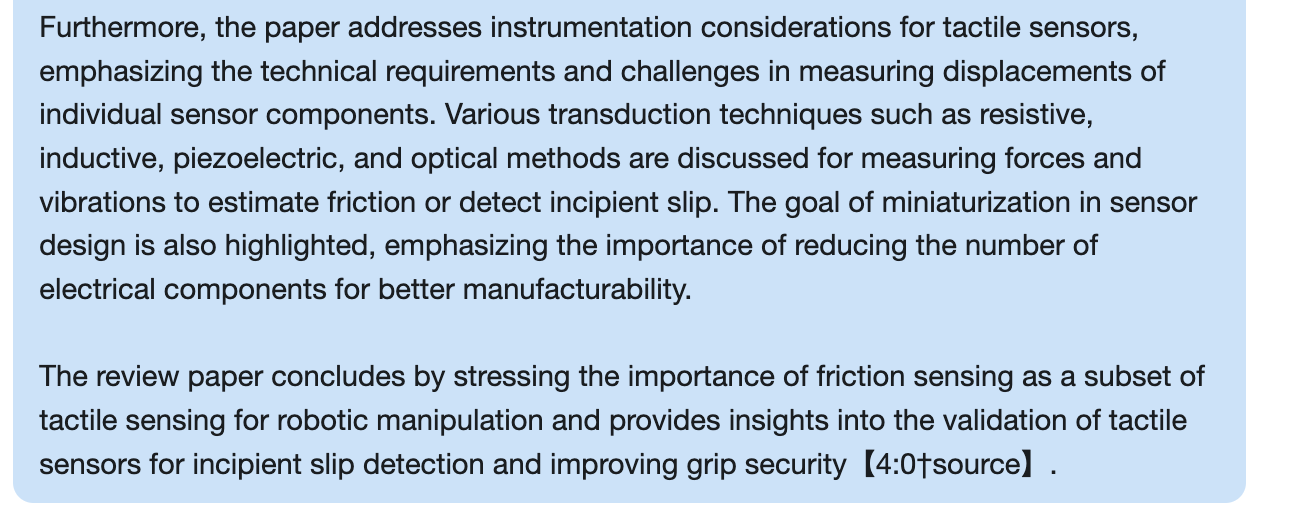 Furthermore, the paper addresses instrumentation considerations for tactile sensors,
emphasizing the technical requirements and challenges in measuring displacements of
individual sensor components. Various transduction techniques such as resistive,
inductive, piezoelectric, and optical methods are discussed for measuring forces and
vibrations to estimate friction or detect incipient slip. The goal of miniaturization in sensor
design is also highlighted, emphasizing the importance of reducing the number of
electrical components for better manufacturability.
The review paper concludes by stressing the importance of friction sensing as a subset of
tactile sensing for robotic manipulation and provides insights into the validation of tactile
sensors for incipient slip detection and improving grip security【4:0†source】.